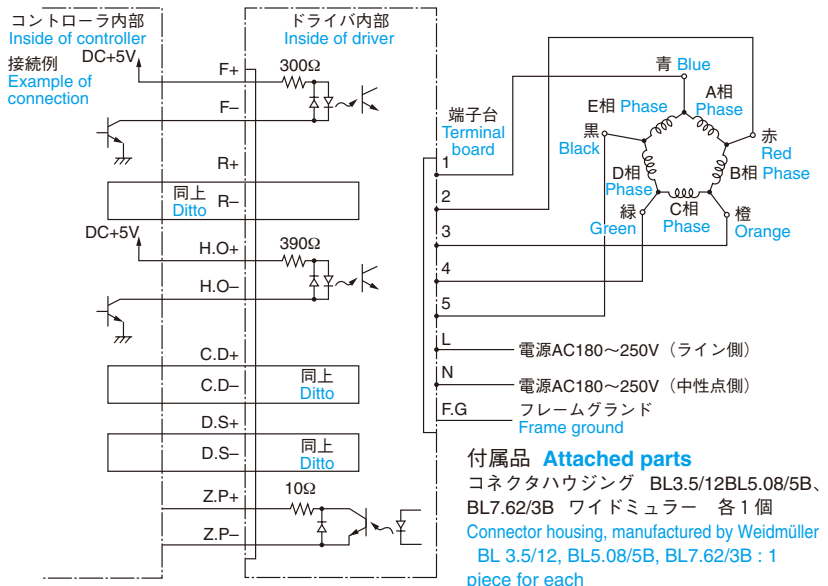 コントローラ内部
Inside of controller
接続例
Example of
connection
DC+5V
F+
F−
R+
R−
同上
Ditto
DC+5V
H.O+
H.O−
C.D+
C.D−
D.S+
D.S−
Z.P+
Z.P−
ドライバ内部
Inside of driver
300Ω
390Ω
同上
Ditto
同上
Ditto
10Ω
端子台
Terminal
board
1
2
3
4
5
L
N
F.G
青 Blue
A相
Phase
E相 Phase
黒
Black
赤
Red
B相 Phase
D相
Phase
C相
Phase
緑
Green
橙
Orange
電源AC180～250V（ライン側）
電源AC180～250V（中性点側）
フレームグランド
Frame ground
付属品 Attached parts
コネクタハウジング BL3.5/12BL5.08/5B、
BL7.62/3B ワイドミュラー 各1個
Connector housing, manufactured by Weidmüller
BL 3.5/12, BL5.08/5B, BL7.62/3B : 1
piece for each